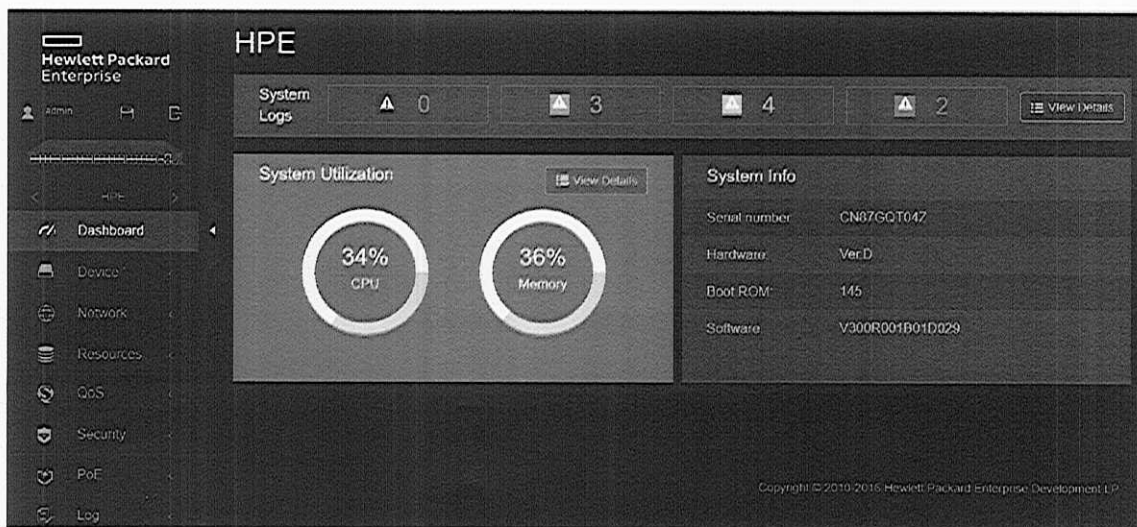 Hewlett Packard
Enterprise
admin
HPE
Dashboard
Device
Network
Resources
QoS
Security
PoE
Log
HPE
System
Logs
0
3
4
2
View Details
System Utilization
View Details
34%
CPU
36%
Memory
System Info
Serial number: CN87GQT04Z
Hardware: Ver.D
Boot ROM: 145
Software: V300R001B01D029
Copyright © 2010-2016 Hewlett Packard Enterprise Development LP